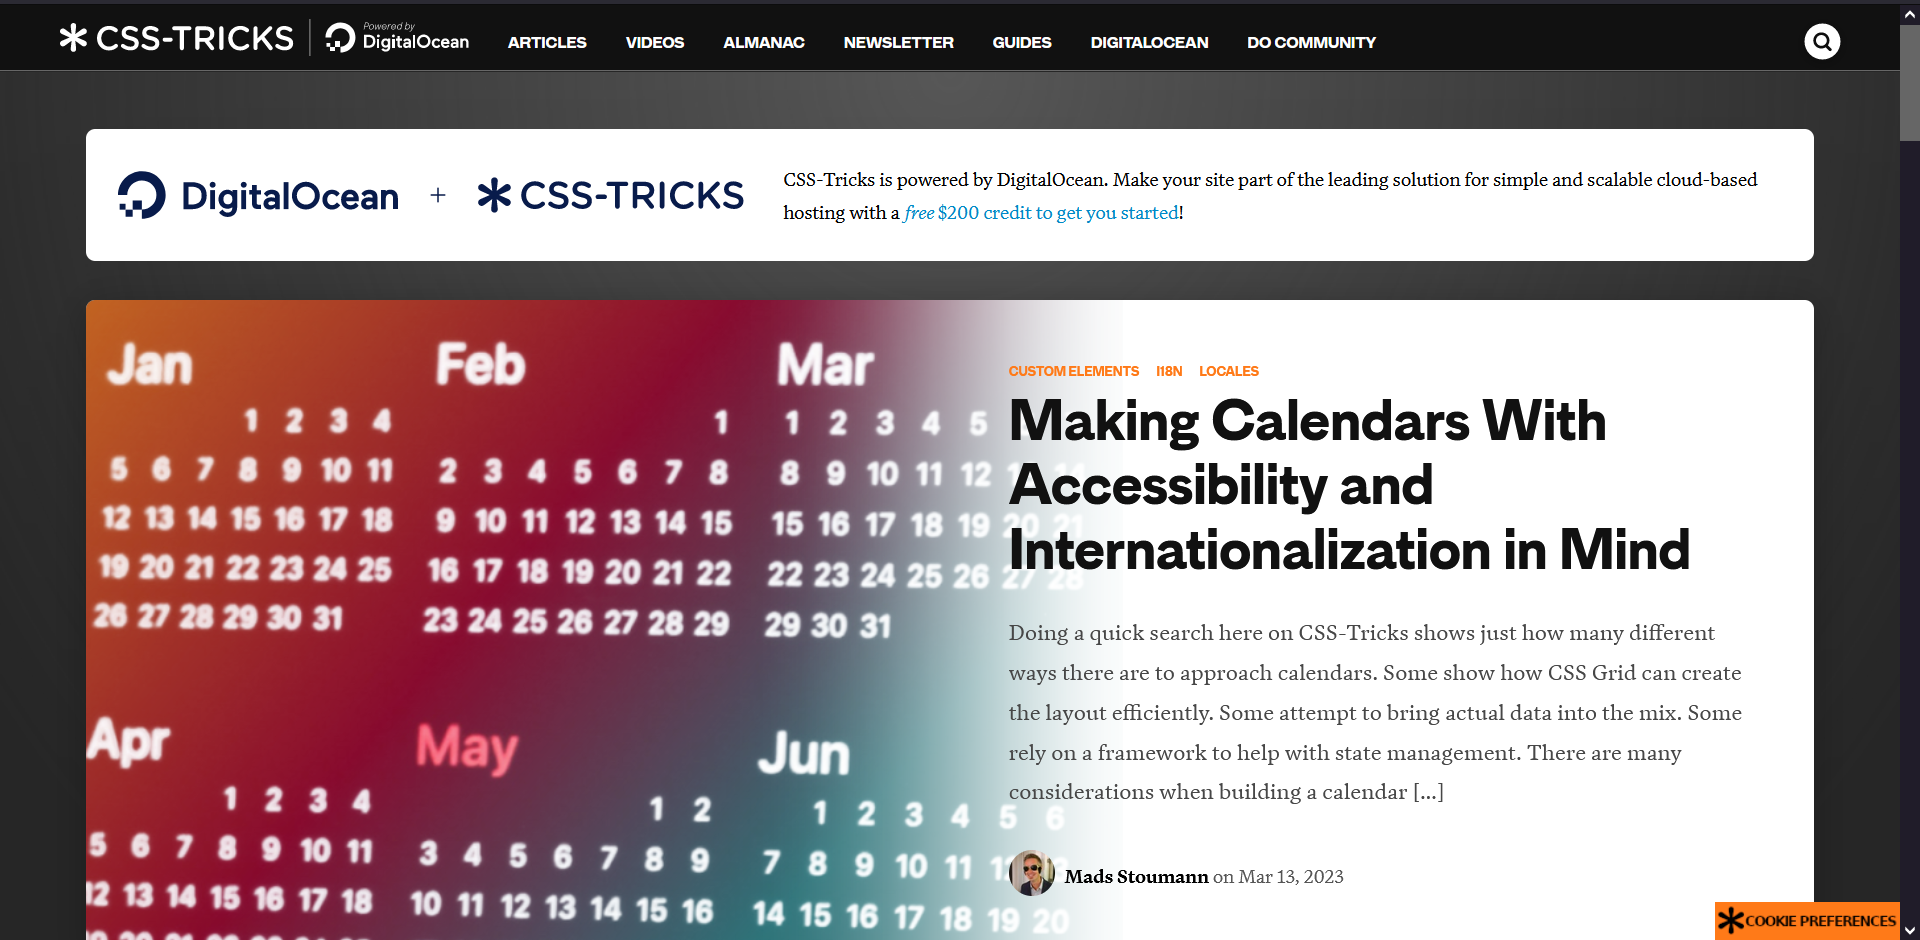 CSS-TRICKS
Powered by
DigitalOcean
ARTICLES VIDEOS ALMANAC NEWSLETTER GUIDES DIGITALOCEAN DO COMMUNITY
DigitalOcean + CSS-TRICKS
CSS-Tricks is powered by DigitalOcean. Make your site part of the leading solution for simple and scalable cloud-based
hosting with a free $200 credit to get you started!
Jan
1 2 3 4
5 6 7 8 9 10 11
12 13 14 15 16 17 18
19 20 21 22 23 24 25
26 27 28 29 30 31
Feb
1
2 3 4 5 6 7 8
9 10 11 12 13 14 15
16 17 18 19 20 21 22
23 24 25 26 27 28 29
Mar
1 2 3 4 5
8 9 10 11 12
15 16 17 18 19 20 21
22 23 24 25 26 27 28
29 30 31
Apr
1 2 3 4
5 6 7 8 9 10 11
12 13 14 15 16 17 18
May
1 2
3 4 5 6 7 8 9
10 11 12 13 14 15 16
Jun
1 2 3 4 5 6
7 8 9 10 11
14 15 16 17 18 19 20
CUSTOM ELEMENTS I18N LOCALES
Making Calendars With
Accessibility and
Internationalization in Mind
Doing a quick search here on CSS-Tricks shows just how many different
ways there are to approach calendars. Some show how CSS Grid can create
the layout efficiently. Some attempt to bring actual data into the mix. Some
rely on a framework to help with state management. There are many
considerations when building a calendar [...]
Mads Stoumann on Mar 13, 2023
COOKIE PREFERENCES